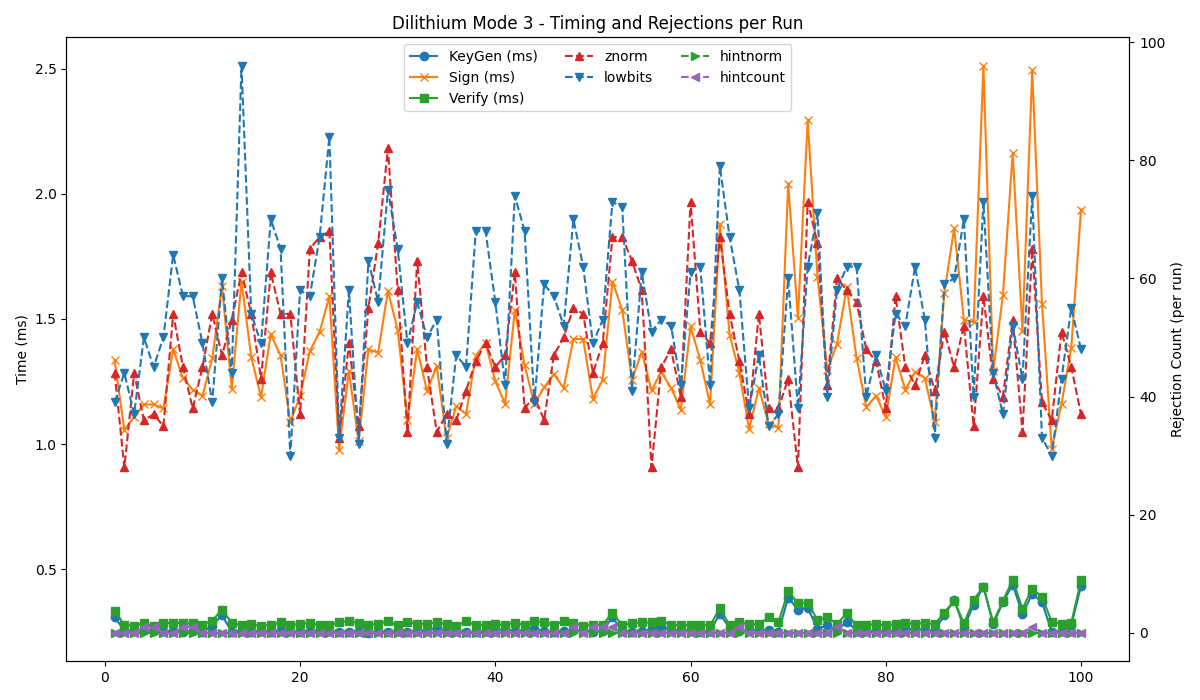 Dilithium Mode 3 - Timing and Rejections per Run
KeyGen (ms)
Sign (ms)
Verify (ms)
znorm
lowbits
hintnorm
hintcount
Time (ms)
2.5
2.0
1.5
1.0
0.5
Rejection Count (per run)
100
80
60
40
20
0
0
20
40
60
80
100